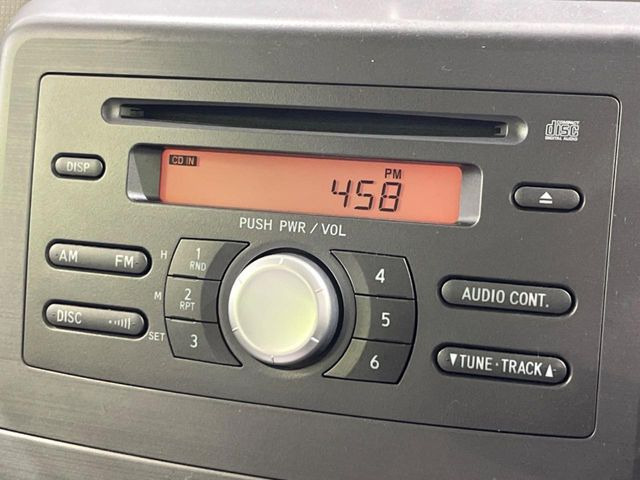 COMPACT
disc
DIGITAL AUDIO
DISP
CD IN
PM
458
PUSH PWR / VOL
AM FM
H
1
RND
4
M
2
RPT
5
AUDIO CONT.
DISC
SET
3
6
▼TUNE·TRACK▲